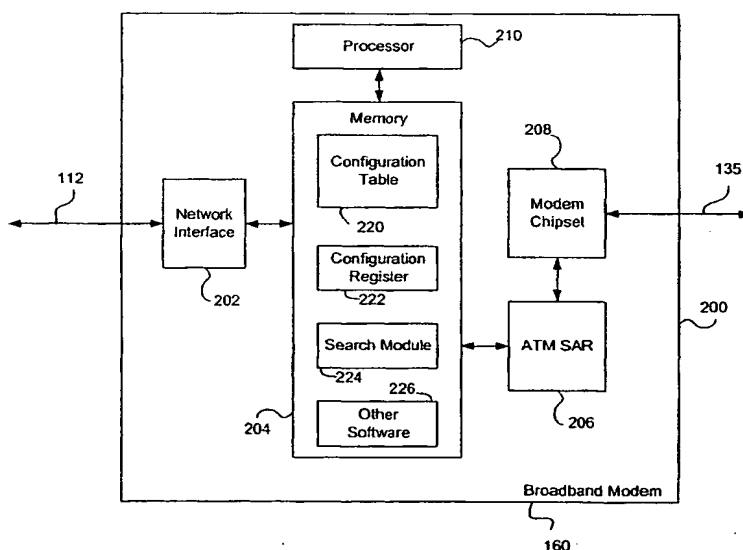 Processor
210
Memory
Configuration
Table
220
Configuration
Register
222
Search Module
224
226
Other
Software
204
112
Network
Interface
202
208
Modem
Chipset
135
200
ATM SAR
206
Broadband Modem
160